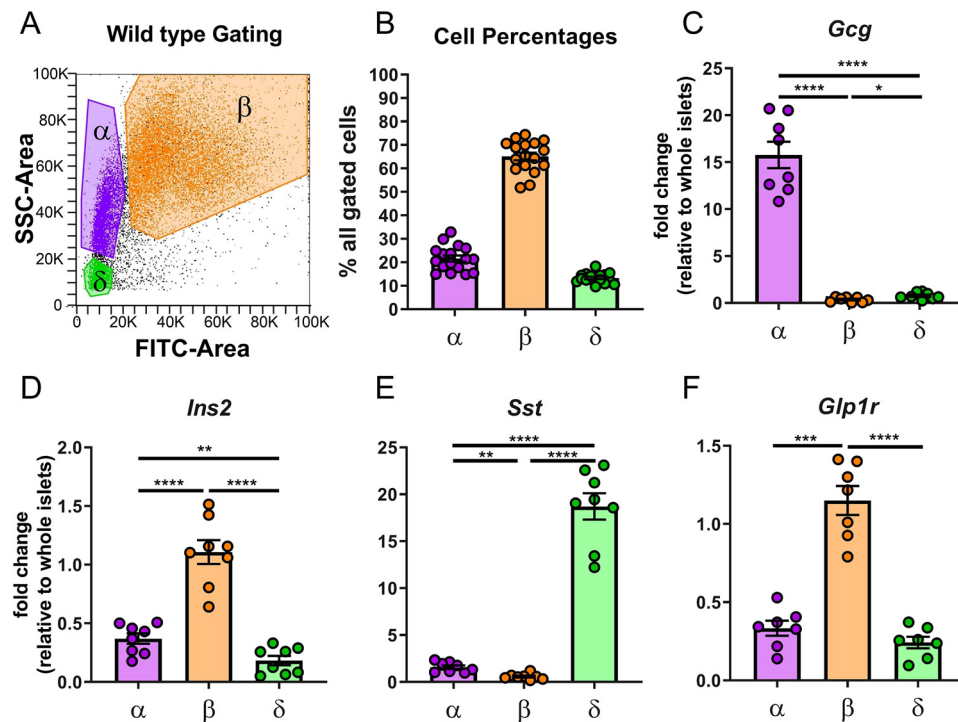 A
Wild type Gating
SSC-Area
100K
80K
60K
40K
20K
0
α
β
δ
0
20K
40K
60K
80K
100K
FITC-Area
B
Cell Percentages
% all gated cells
100
90
80
70
60
50
40
30
20
10
0
α
β
δ
C
Gcg
fold change
(relative to whole islets)
25
20
15
10
5
0
****
****
*
α
β
δ
D
Ins2
fold change
(relative to whole islets)
2.0
1.5
1.0
0.5
0.0
**
****
****
α
β
δ
E
Sst
25
20
15
10
5
0
****
**
****
α
β
δ
F
Glp1r
1.5
1.0
0.5
0.0
***
****
α
β
δ